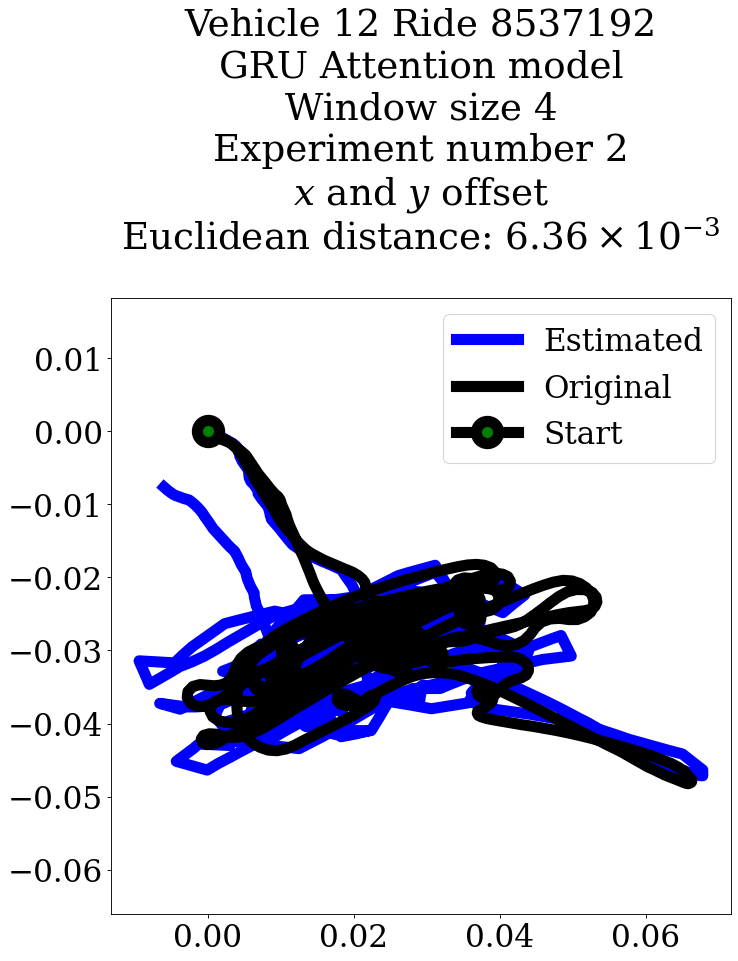 Vehicle 12 Ride 8537192
GRU Attention model
Window size 4
Experiment number 2
x and y offset
Euclidean distance: 6.36 × 10⁻³
Estimated
Original
Start
0.01
0.00
−0.01
−0.02
−0.03
−0.04
−0.05
−0.06
0.00 0.02 0.04 0.06